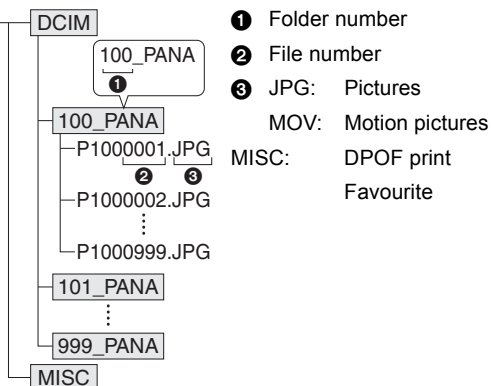 DCIM
100_PANA
❶
100_PANA
P1000001.JPG
❷ ❸
P1000002.JPG
P1000999.JPG
101_PANA
999_PANA
MISC
❶ Folder number
❷ File number
❸ JPG: Pictures
MOV: Motion pictures
MISC: DPOF print
Favourite